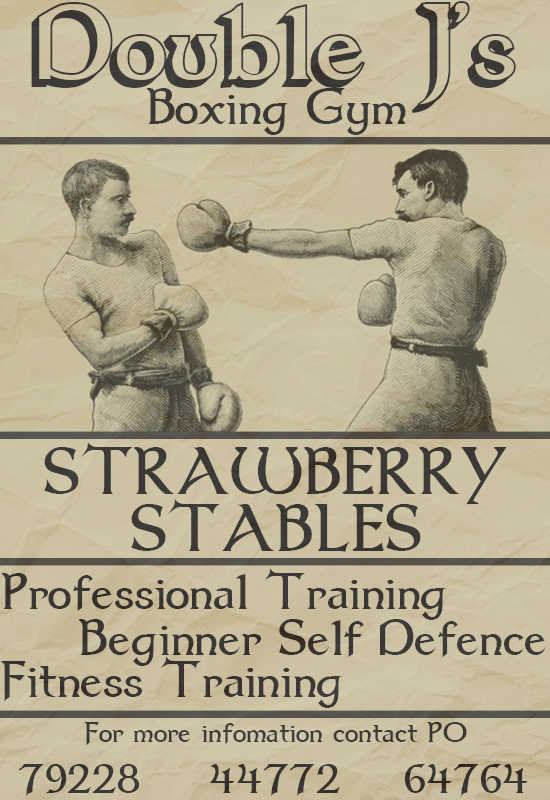 Double J's
Boxing Gym
STRAWBERRY
STABLES
Professional Training
Beginner Self Defence
Fitness Training
For more infomation contact PO
79228 44772 64764